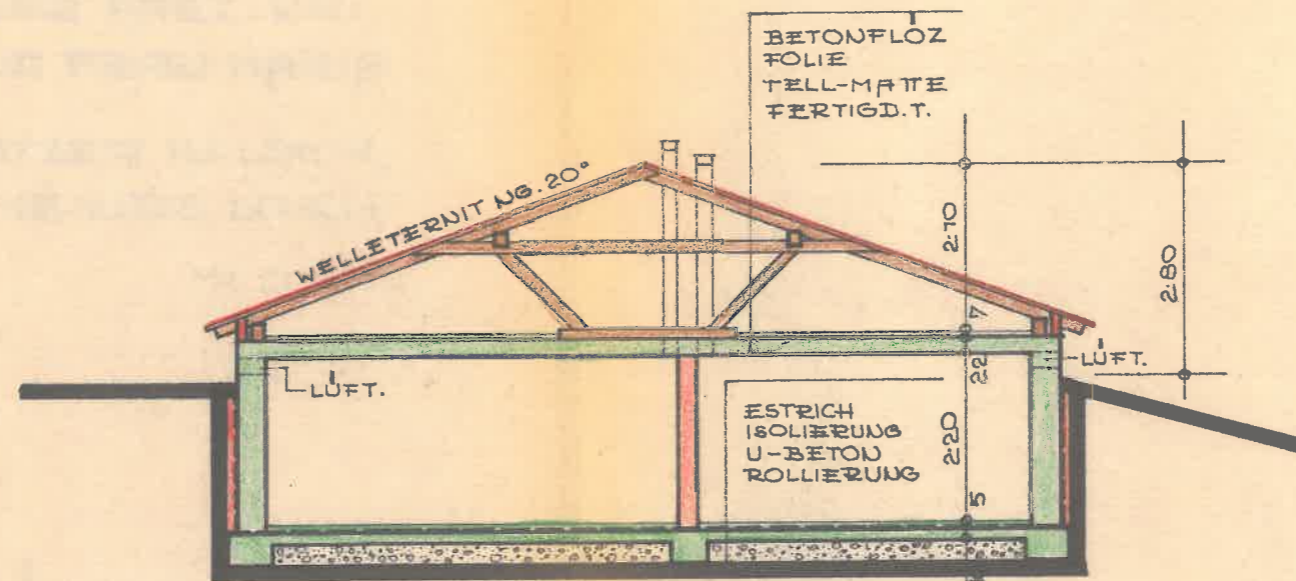 BETONFLOZ
FOLIE
TELL-MATTE
FERTIGD.T.
WELLETERNIT NG. 20°
2:70
2:80
7
22
LÜFT.
LÜFT.
ESTRICH
ISOLIERUNG
U-BETON
ROLLIERUNG
2:20
5